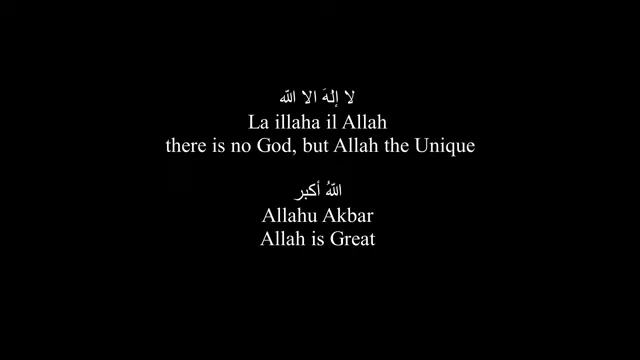 لا إلهَ الا الله
La illaha il Allah
there is no God, but Allah the Unique
اللهُ أكبر
Allahu Akbar
Allah is Great